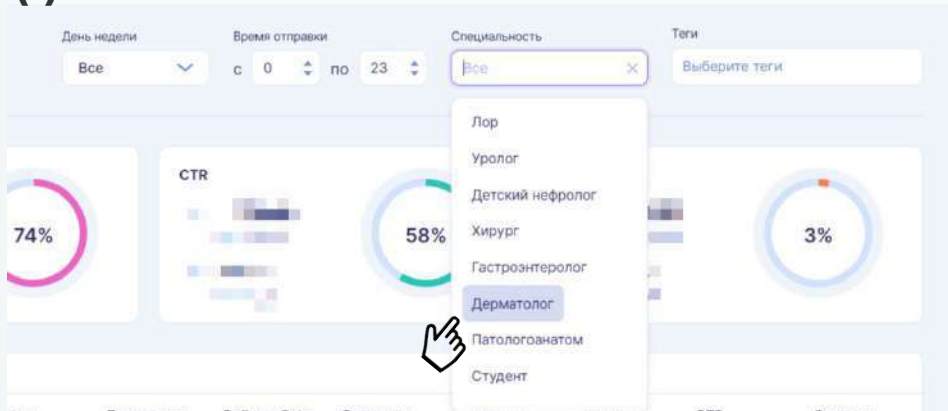 День недели
Время отправки
Специальность
Теги
Все
с 0 по 23
Все
Выберите теги
Лор
Уролог
CTR
Детский нефролог
74%
58%
Хирург
3%
Гастроэнтеролог
Дерматолог
Патологоанатом
Студент